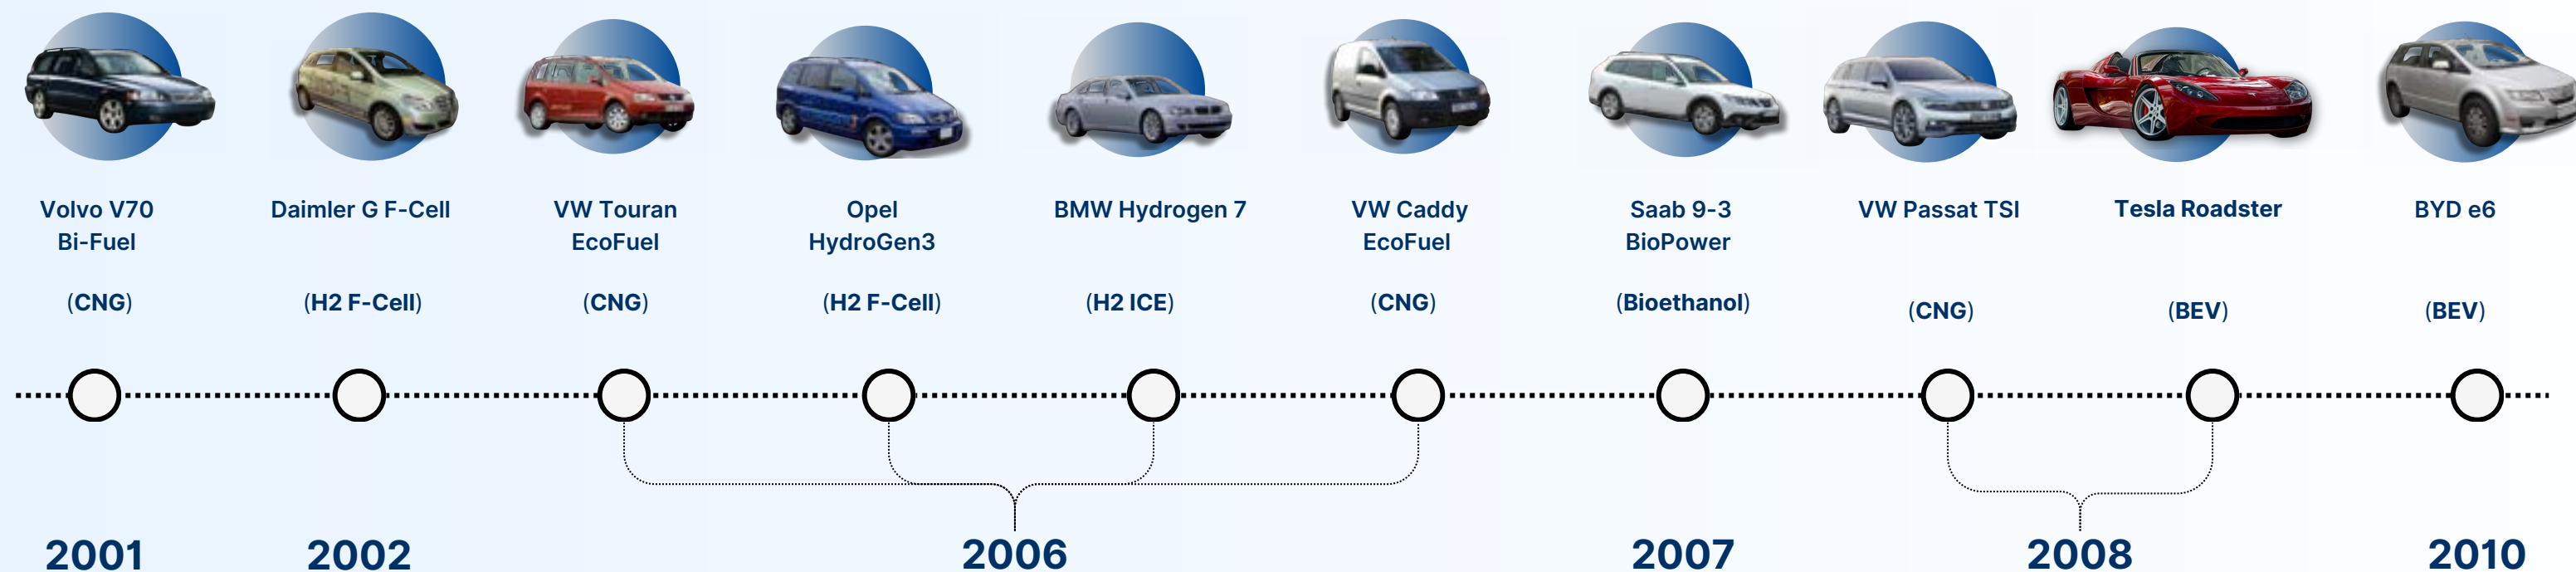 Volvo V70
Bi-Fuel
(CNG)
Daimler G F-Cell
(H2 F-Cell)
VW Touran
EcoFuel
(CNG)
Opel
HydroGen3
(H2 F-Cell)
BMW Hydrogen 7
(H2 ICE)
VW Caddy
EcoFuel
(CNG)
Saab 9-3
BioPower
(Bioethanol)
VW Passat TSI
(CNG)
Tesla Roadster
(BEV)
BYD e6
(BEV)
2001
2002
2006
2007
2008
2010